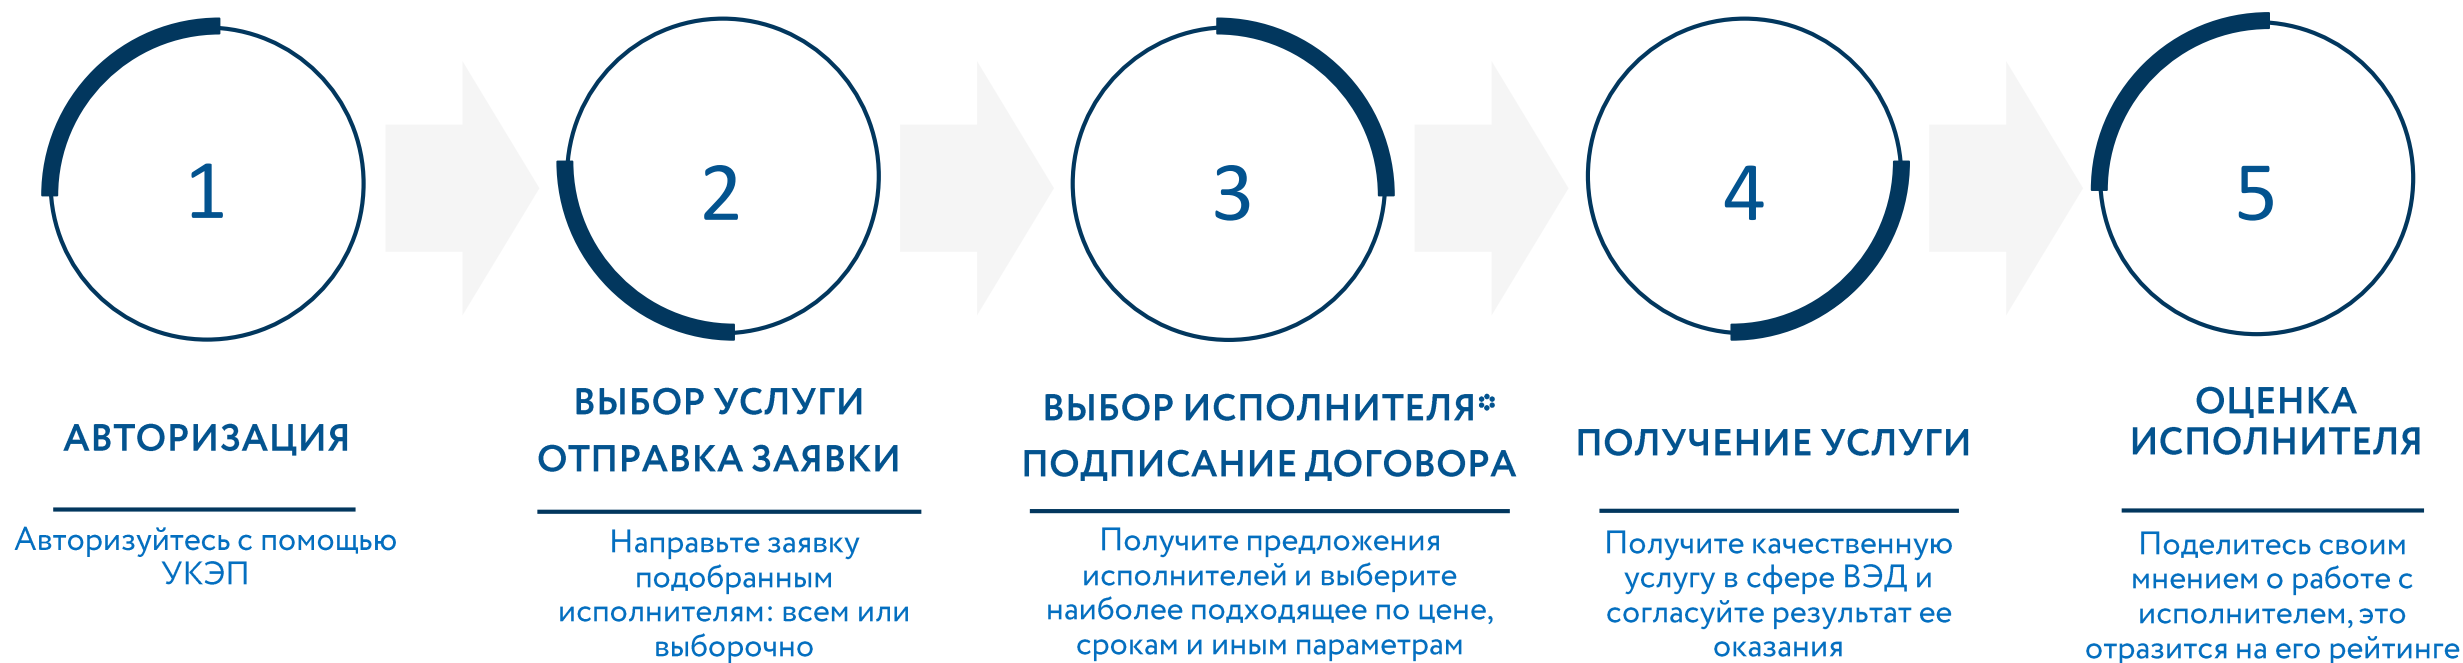 1
АВТОРИЗАЦИЯ
Авторизуйтесь с помощью
УКЭП
2
ВЫБОР УСЛУГИ
ОТПРАВКА ЗАЯВКИ
Направьте заявку
подобранным
исполнителям: всем или
выборочно
3
ВЫБОР ИСПОЛНИТЕЛЯ*
ПОДПИСАНИЕ ДОГОВОРА
Получите предложения
исполнителей и выберите
наиболее подходящее по цене,
срокам и иным параметрам
4
ПОЛУЧЕНИЕ УСЛУГИ
Получите качественную
услугу в сфере ВЭД и
согласуйте результат ее
оказания
5
ОЦЕНКА
ИСПОЛНИТЕЛЯ
Поделитесь своим
мнением о работе с
исполнителем, это
отразится на его рейтинге